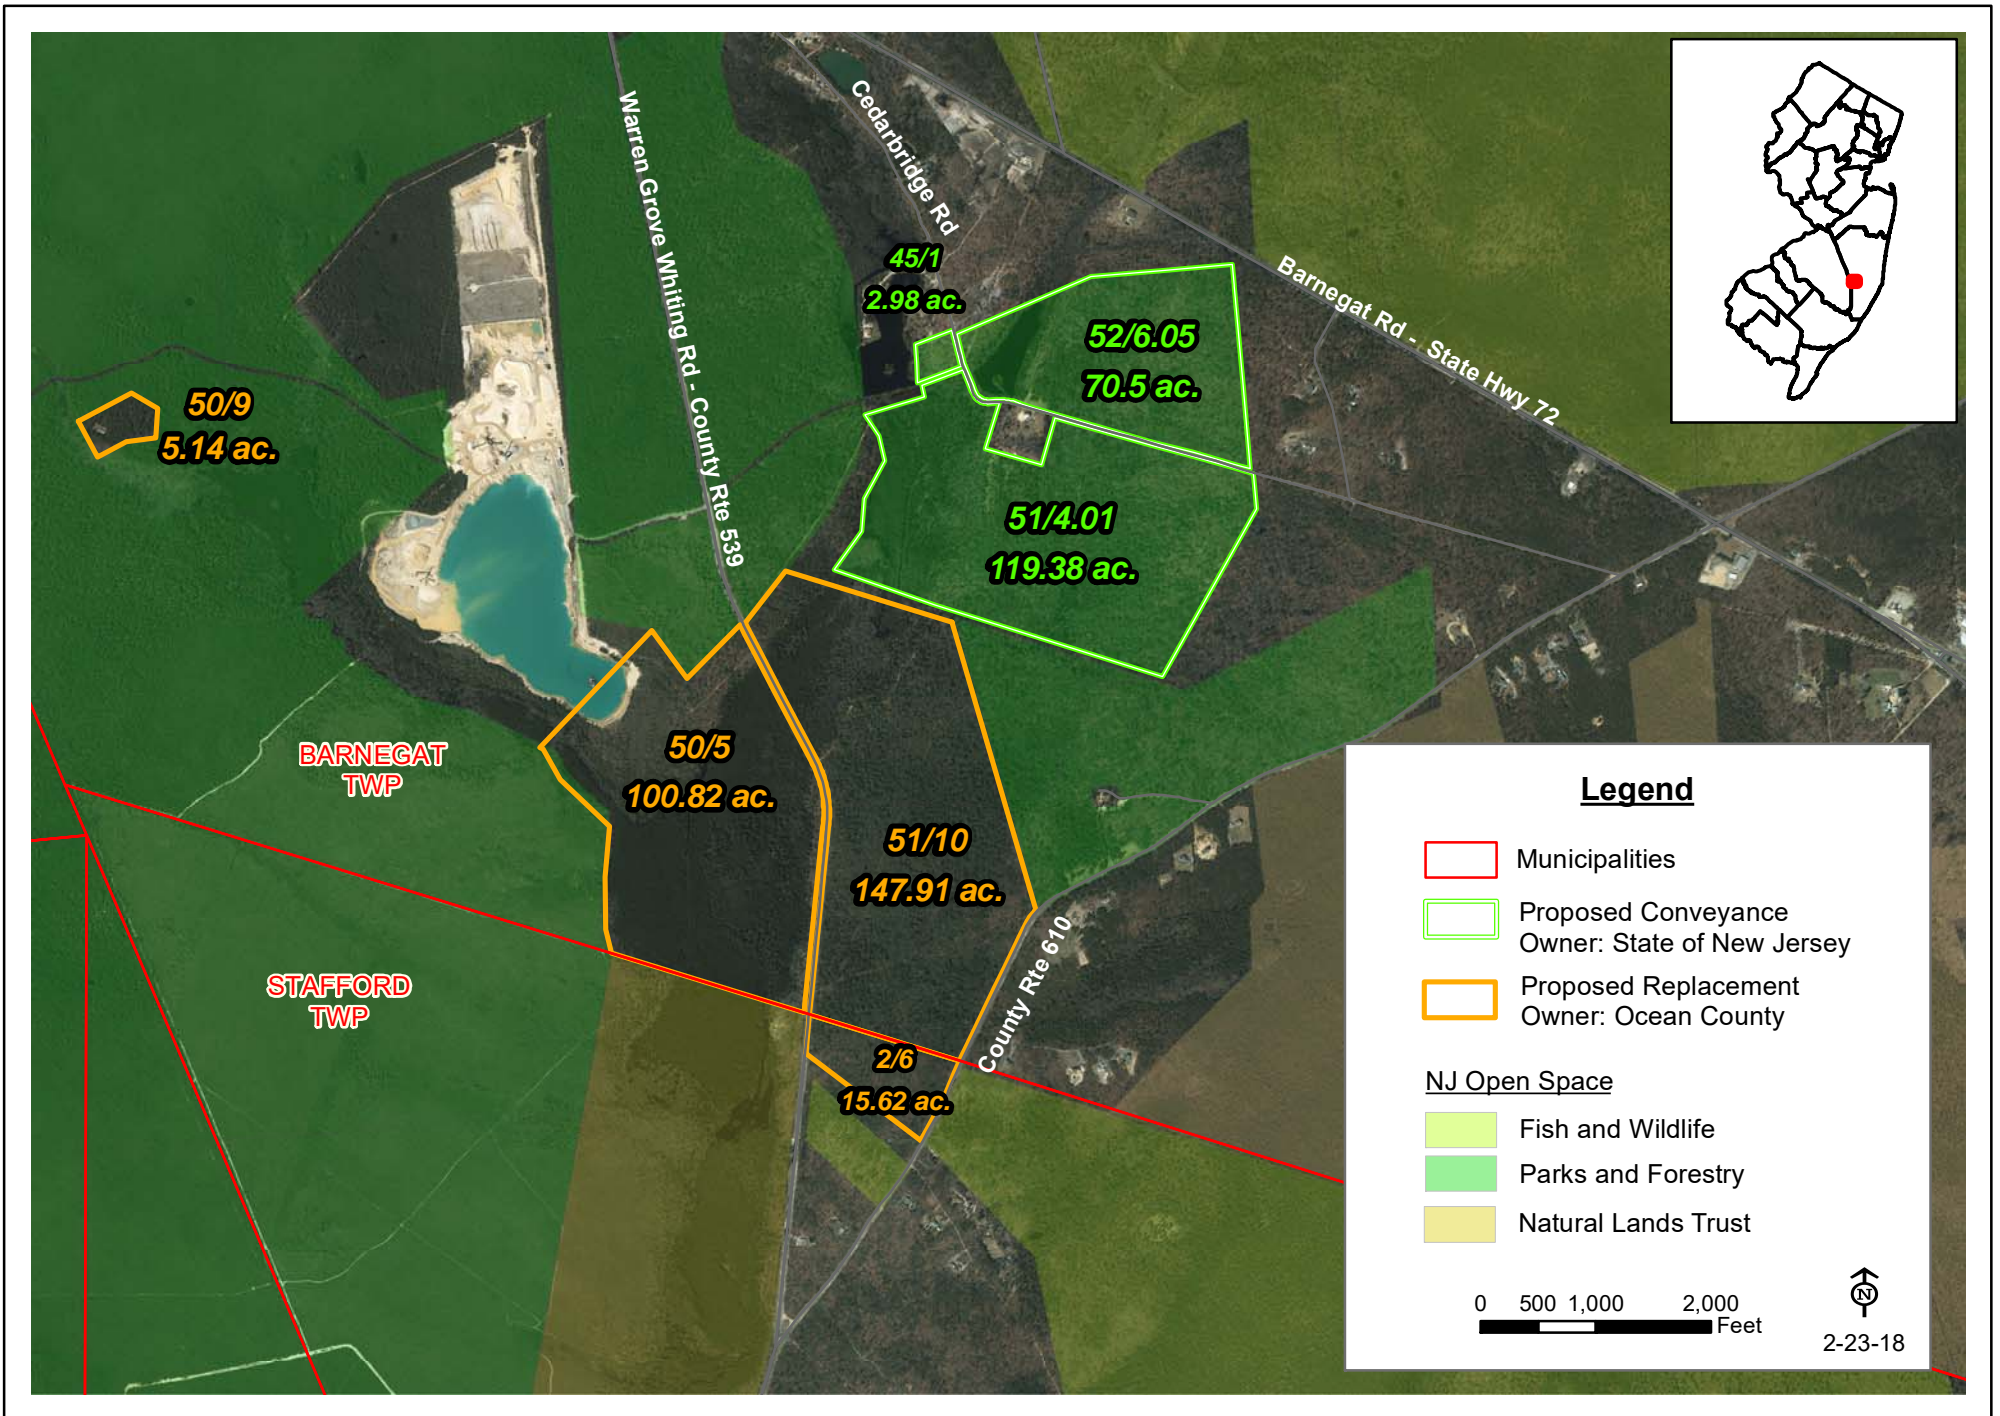 Warren Grove Whiting Rd - County Rte 539
Cedarbridge Rd
Barnegat Rd - State Hwy 72
45/1
2.98 ac.
52/6.05
70.5 ac.
50/9
5.14 ac.
51/4.01
119.38 ac.
50/5
100.82 ac.
51/10
147.91 ac.
2/6
15.62 ac.
County Rte 610
BARNEGAT
TWP
STAFFORD
TWP
Legend
Municipalities
Proposed Conveyance
Owner: State of New Jersey
Proposed Replacement
Owner: Ocean County
NJ Open Space
Fish and Wildlife
Parks and Forestry
Natural Lands Trust
0 500 1,000 2,000
Feet
N
2-23-18